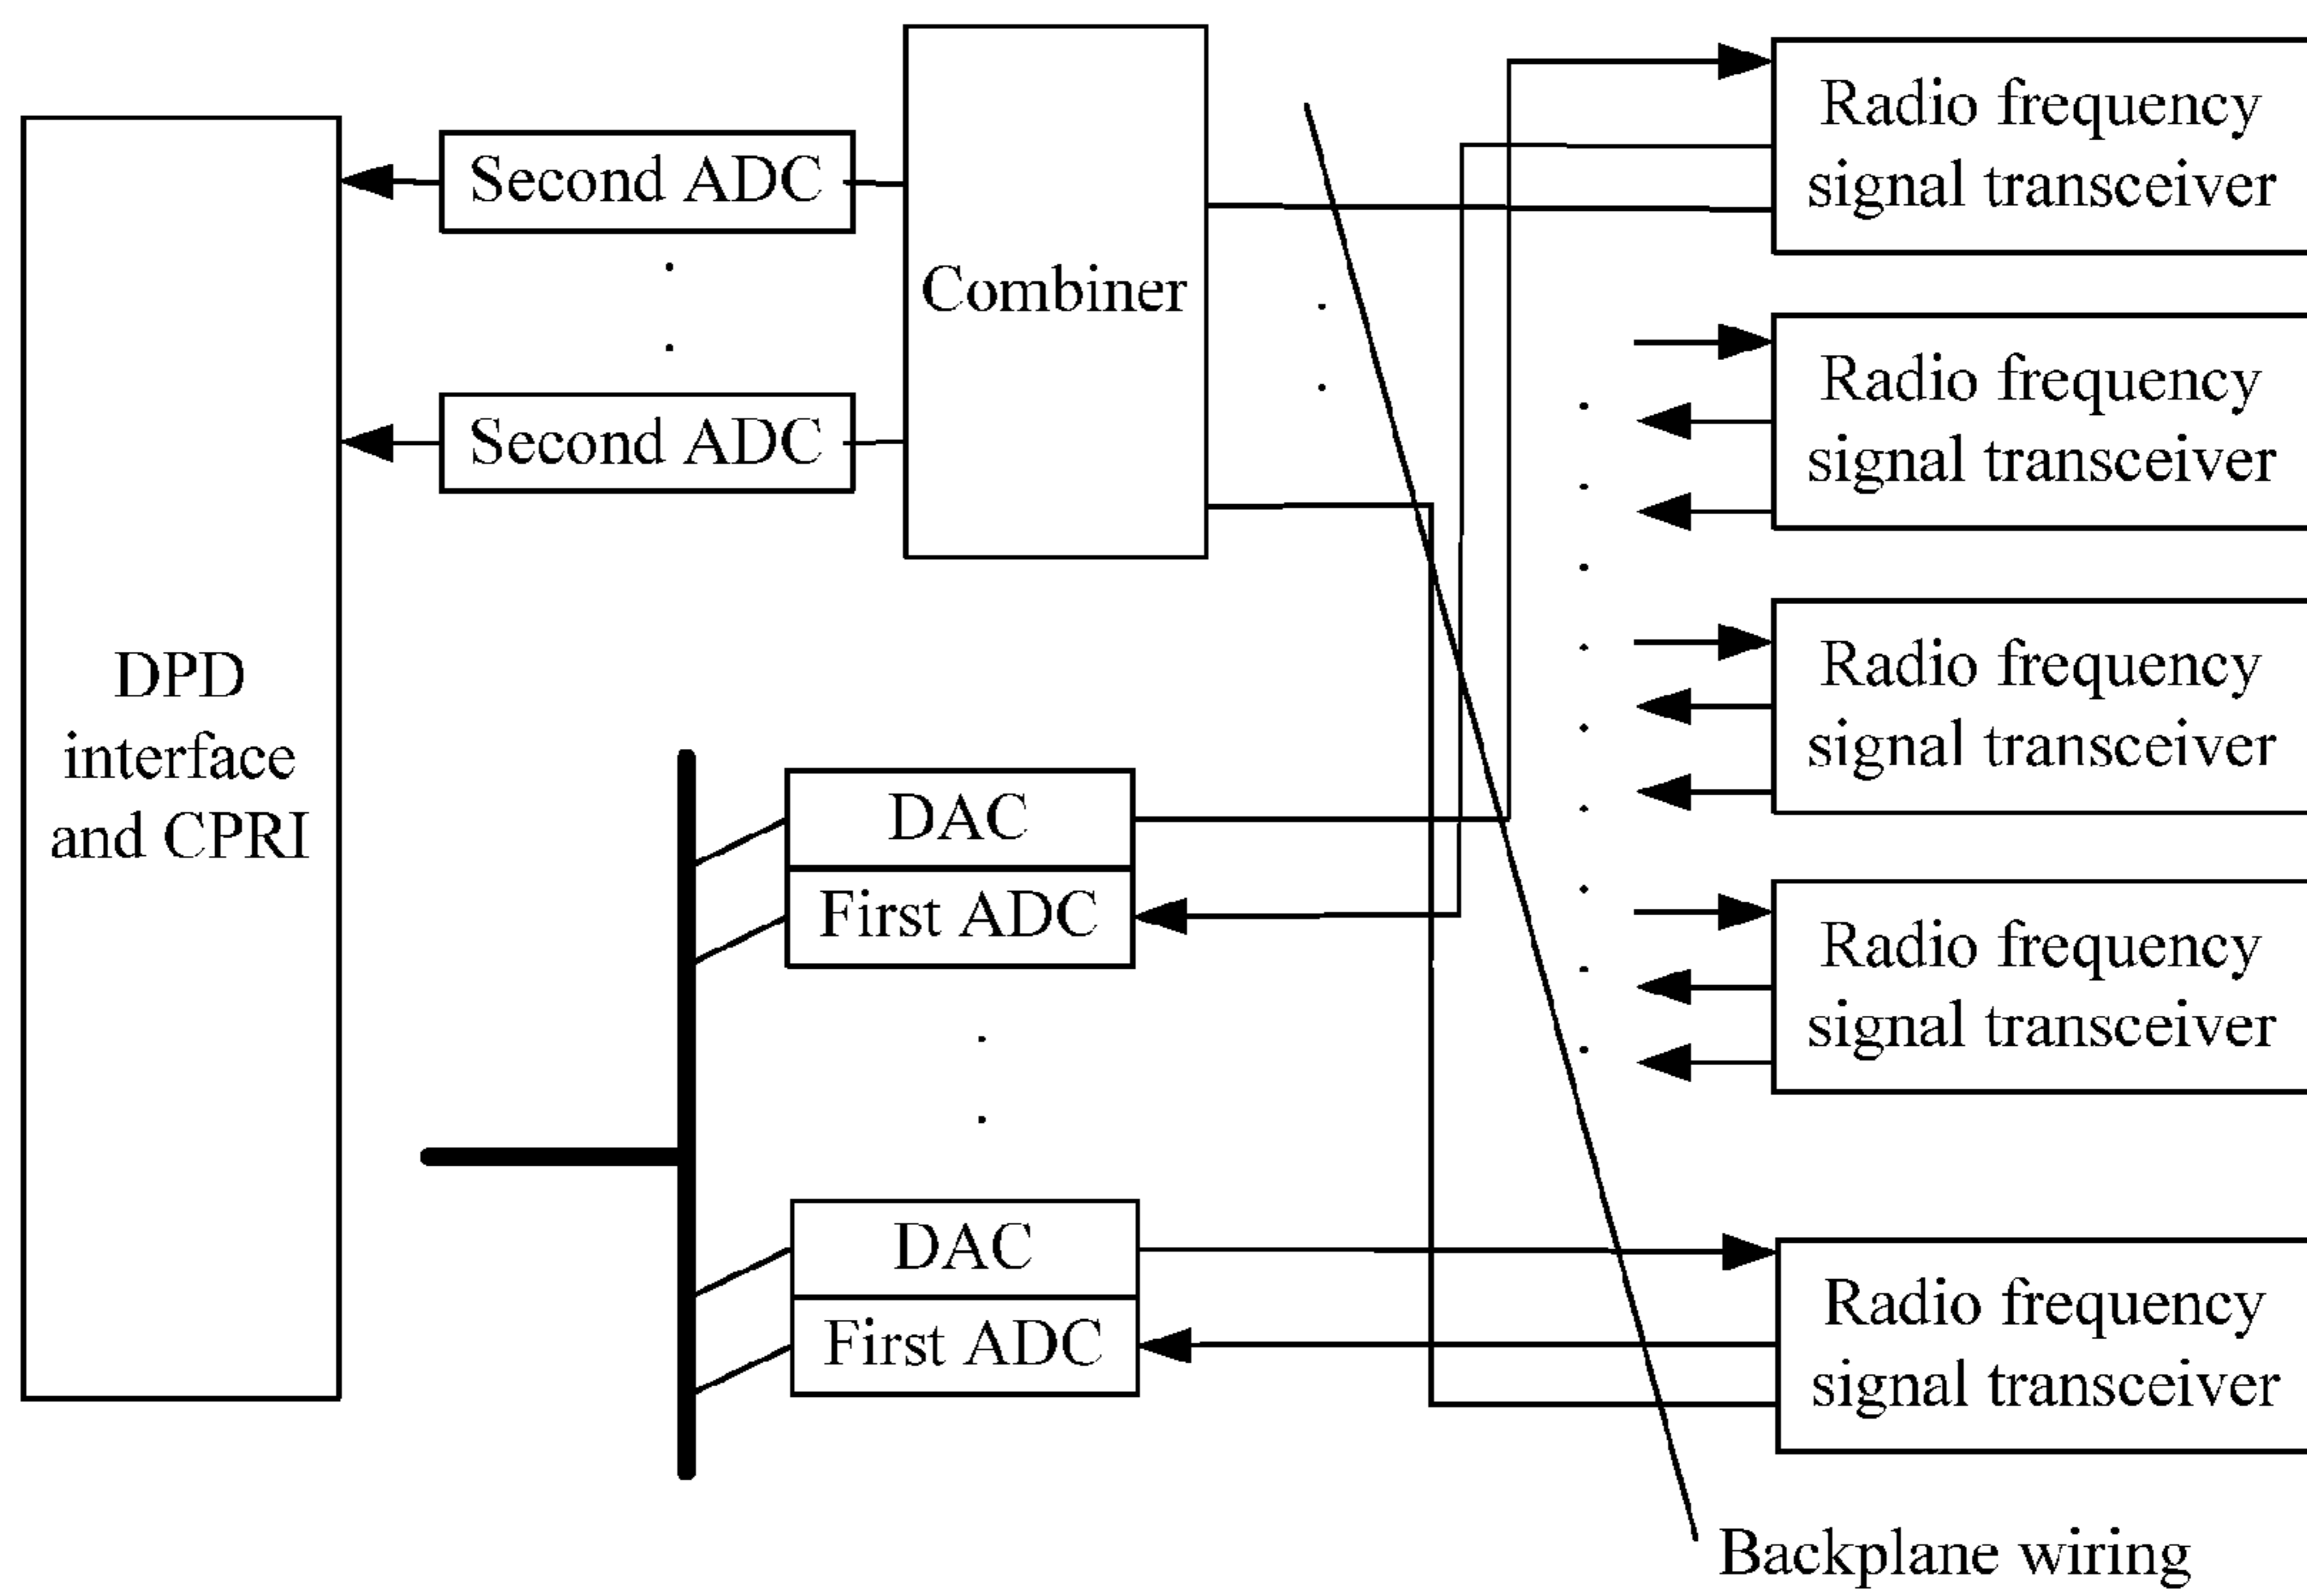 Radio frequency
signal transceiver
Second ADC
Combiner
Second ADC
Radio frequency
signal transceiver
DPD
interface
and CPRI
Radio frequency
signal transceiver
DAC
First ADC
Radio frequency
signal transceiver
DAC
First ADC
Radio frequency
signal transceiver
Backplane wiring